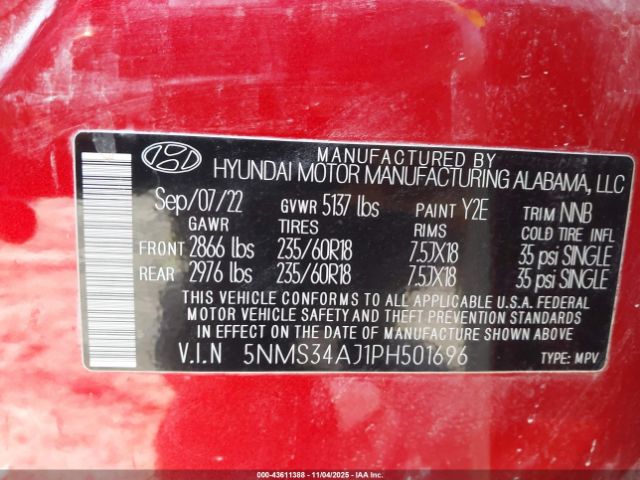 MANUFACTURED BY
HYUNDAI MOTOR MANUFACTURING ALABAMA, LLC
Sep/07/22 GVWR 5137 lbs PAINT Y2E TRIM NNB
GAWR TIRES RIMS COLD TIRE INFL
FRONT 2866 lbs 235/60R18 7.5JX18 35 psi SINGLE
REAR 2976 lbs 235/60R18 7.5JX18 35 psi SINGLE
THIS VEHICLE CONFORMS TO ALL APPLICABLE U.S.A. FEDERAL
MOTOR VEHICLE SAFETY AND THEFT PREVENTION STANDARDS
IN EFFECT ON THE DATE OF MANUFACTURE SHOWN ABOVE
V.I.N 5NMS34AJ1PH501696 TYPE: MPV
000-43611388 - 11/04/2025 - IAAI.COM